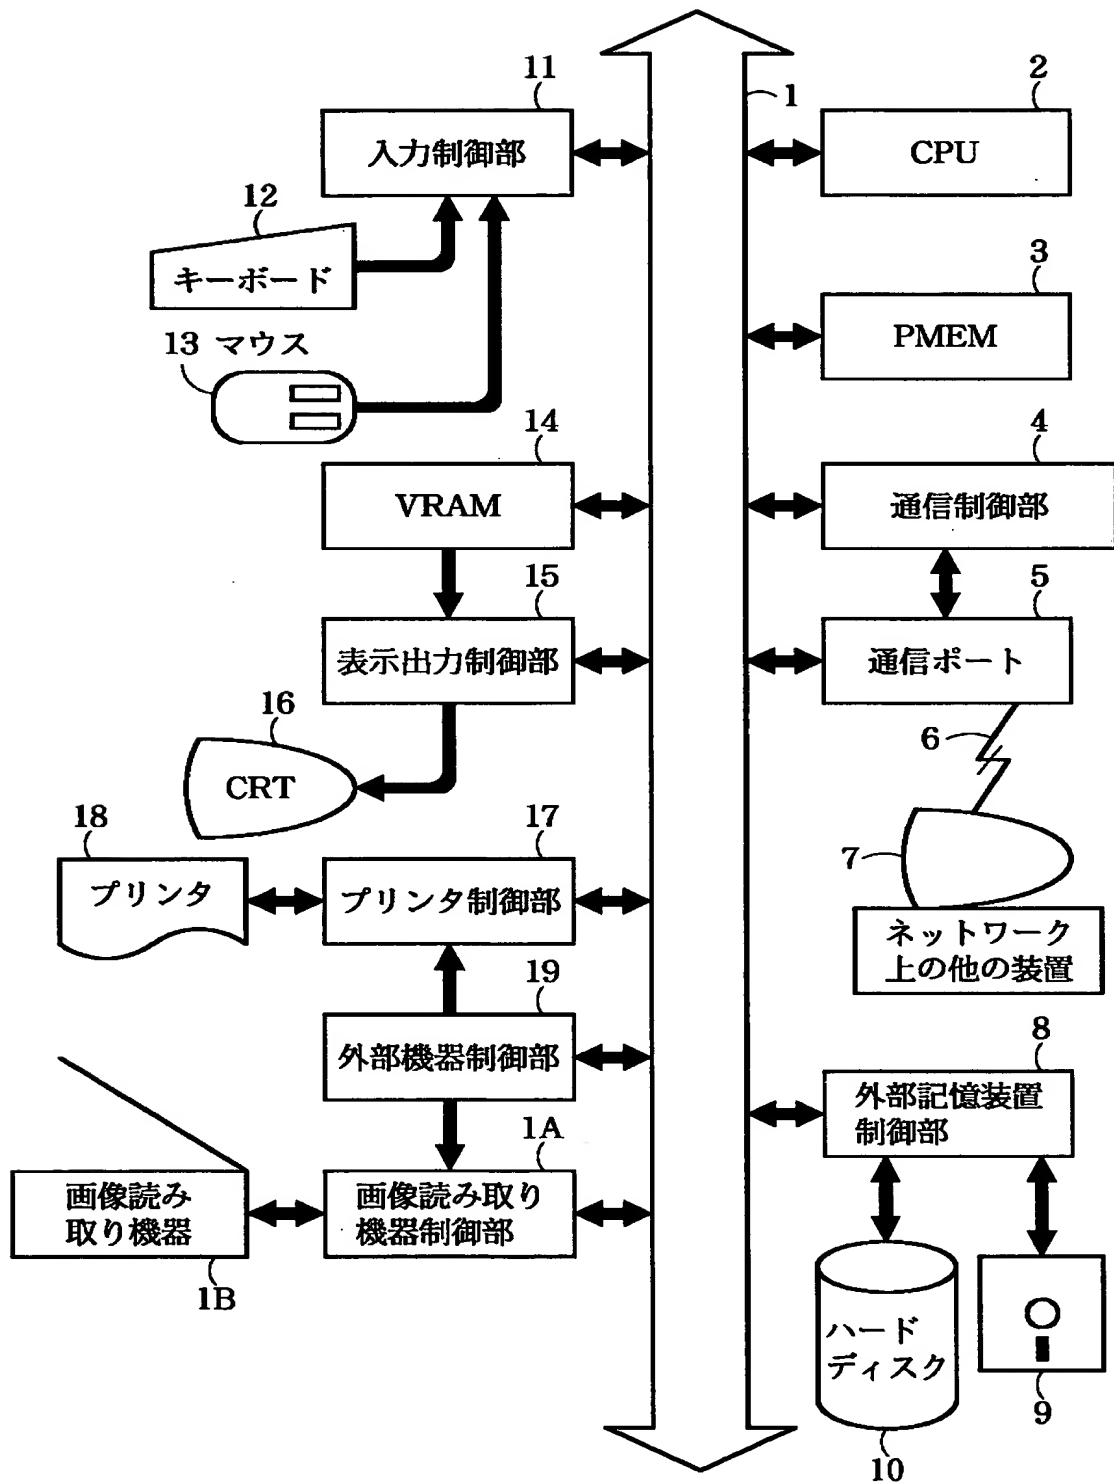 11
入力制御部
12
キーボード
13 マウス
14
VRAM
15
表示出力制御部
16
CRT
18
プリンタ
17
プリンタ制御部
19
外部機器制御部
1A
画像読み取り
機器制御部
画像読み
取り機器
1B
1
2
CPU
3
PMEM
4
通信制御部
5
通信ポート
6
7
ネットワーク
上の他の装置
8
外部記憶装置
制御部
ハード
ディスク
10
9